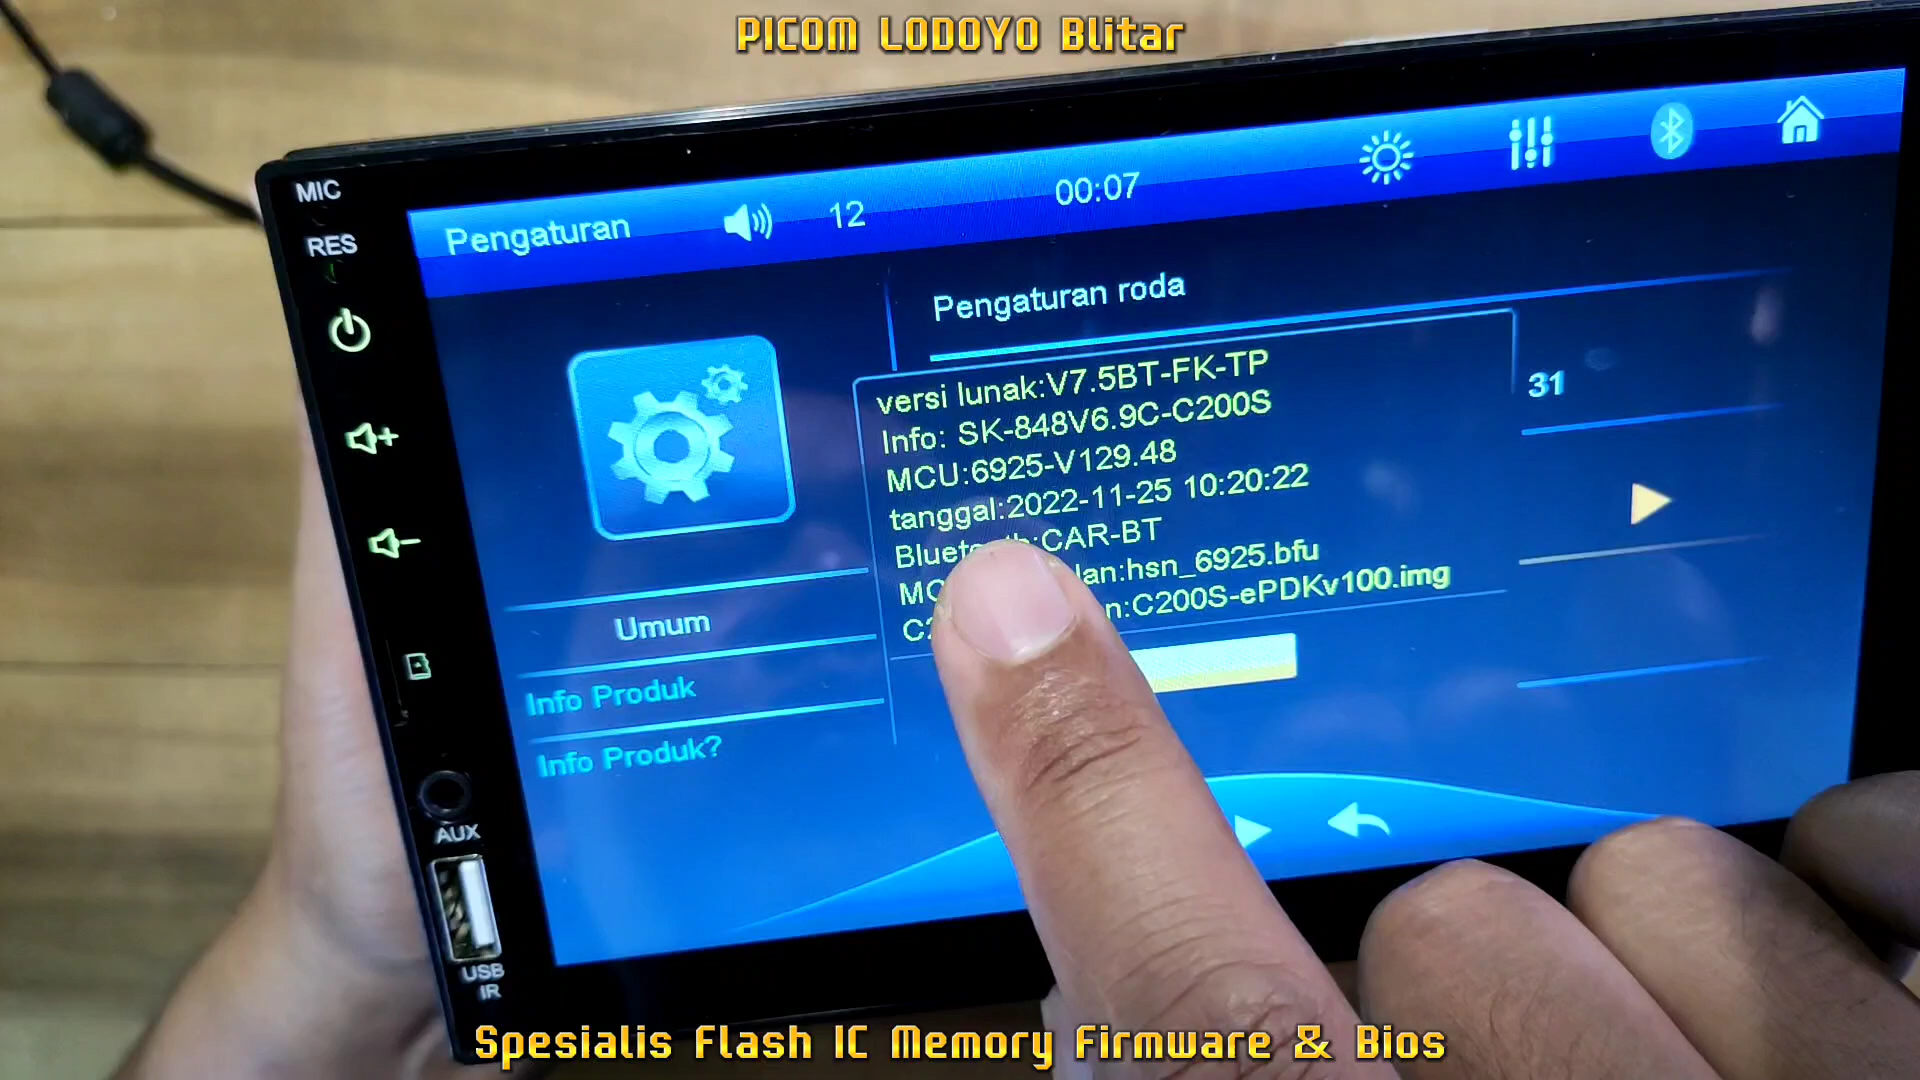 PICOM LODOYO Blitar
MIC
RES
Pengaturan 12 00:07
Pengaturan roda
versi lunak:V7.5BT-FK-TP
Info: SK-848V6.9C-C200S
MCU:6925-V129.48
tanggal:2022-11-25 10:20:22
:CAR-BT
:hsn_6925.bfu
:C200S-ePDKv100.img
31
Umum
Info Produk
Info Produk?
AUX
USB
IR
Spesialis Flash IC Memory Firmware & Bios